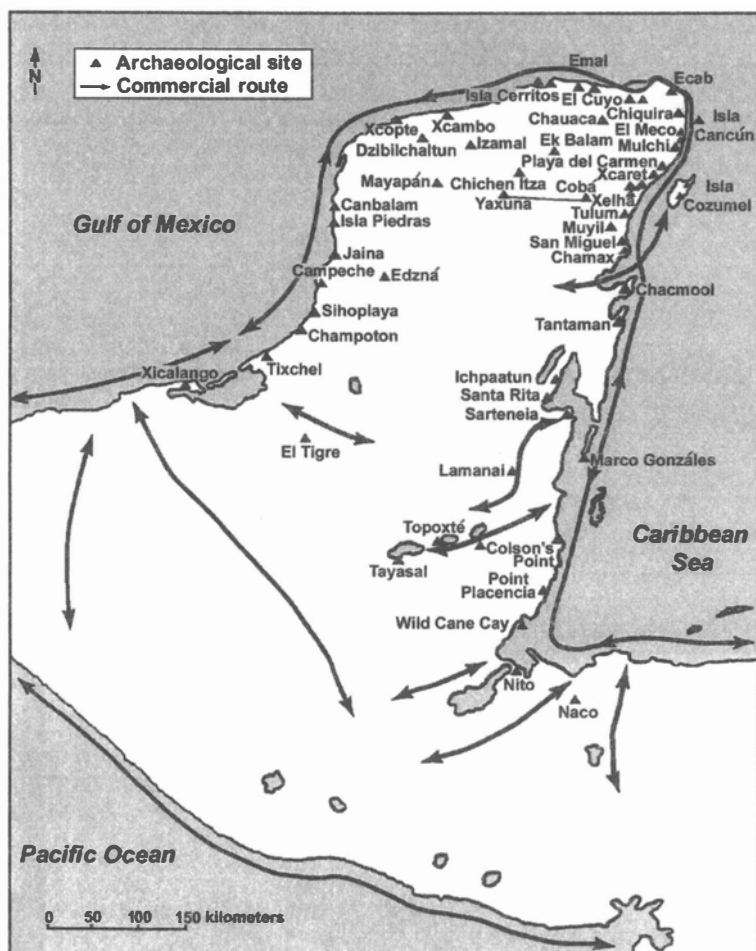 N
Archaeological site
Commercial route
Emal
Ecab
Isla Cerritos
El Cuyo
Chiquira
Isla
Cancún
Xcopte
Xcambo
Chauaca
El Meco
Dzibilchaltun
Izamal
Ek Balam
Mulchi
Playa del Carmen
Mayapán
Chichen Itza
Xcaret
Coba
Yaxuna
Xelha
Isla
Cozumel
Gulf of Mexico
Canbalam
Isla Piedras
Tulum
Muyil
San Miguel
Chamax
Jaina
Campeche
Edzná
Chacmool
Sihoplaya
Champoton
Tantaman
Xicalango
Tixchel
Ichpaatun
Santa Rita
Sarteneia
El Tigre
Lamanai
Marco Gonzáles
Topoxté
Colson's
Point
Caribbean
Sea
Tayasal
Point
Placencia
Wild Cane Cay
Nito
Naco
Pacific Ocean
0 50 100 150 kilometers